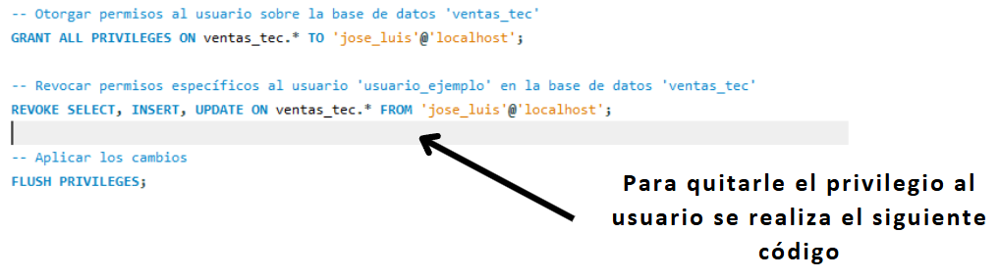 -- Otorgar permisos al usuario sobre la base de datos 'ventas_tec'
GRANT ALL PRIVILEGES ON ventas_tec.* TO 'jose_luis'@'localhost';
-- Revocar permisos específicos al usuario 'usuario_ejemplo' en la base de datos 'ventas_tec'
REVOKE SELECT, INSERT, UPDATE ON ventas_tec.* FROM 'jose_luis'@'localhost';
-- Aplicar los cambios
FLUSH PRIVILEGES;
Para quitarle el privilegio al
usuario se realiza el siguiente
código